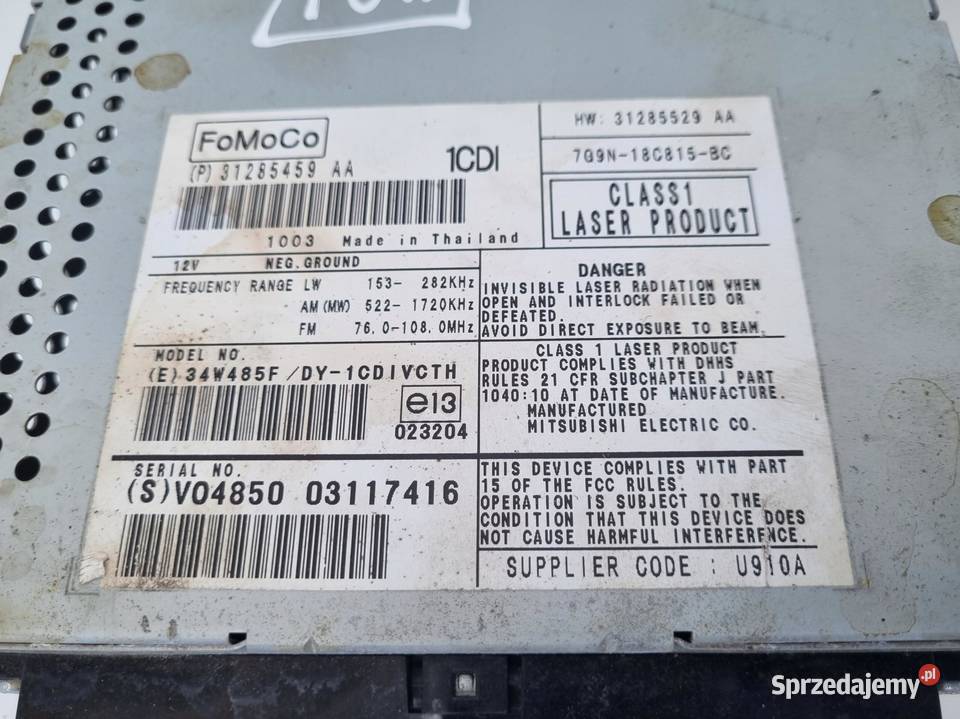 FoMoCo
1CDI
(P) 31285459 AA
1003 Made in Thailand
HW: 31285529 AA
7G9N-18C815-BC
CLASS1
LASER PRODUCT
12V NEG.GROUND
FREQUENCY RANGE LW 153- 282KHz
AM (MW) 522- 1720KHz
FM 76.0-108.0MHz
DANGER
INVISIBLE LASER RADIATION WHEN
OPEN AND INTERLOCK FAILED OR
DEFEATED.
AVOID DIRECT EXPOSURE TO BEAM.
MODEL NO.
(E) 34W485F /DY-1CDIVCTH
e13
023204
CLASS 1 LASER PRODUCT
PRODUCT COMPLIES WITH DHHS
RULES 21 CFR SUBCHAPTER J PART
1040:10 AT DATE OF MANUFACTURE.
MANUFACTURED
MITSUBISHI ELECTRIC CO.
SERIAL NO.
(S)V04850 03117416
THIS DEVICE COMPLIES WITH PART
15 OF THE FCC RULES.
OPERATION IS SUBJECT TO THE
CONDITION THAT THIS DEVICE DOES
NOT CAUSE HARMFUL INTERFERENCE.
SUPPLIER CODE : U910A
Sprzedajemy.pl